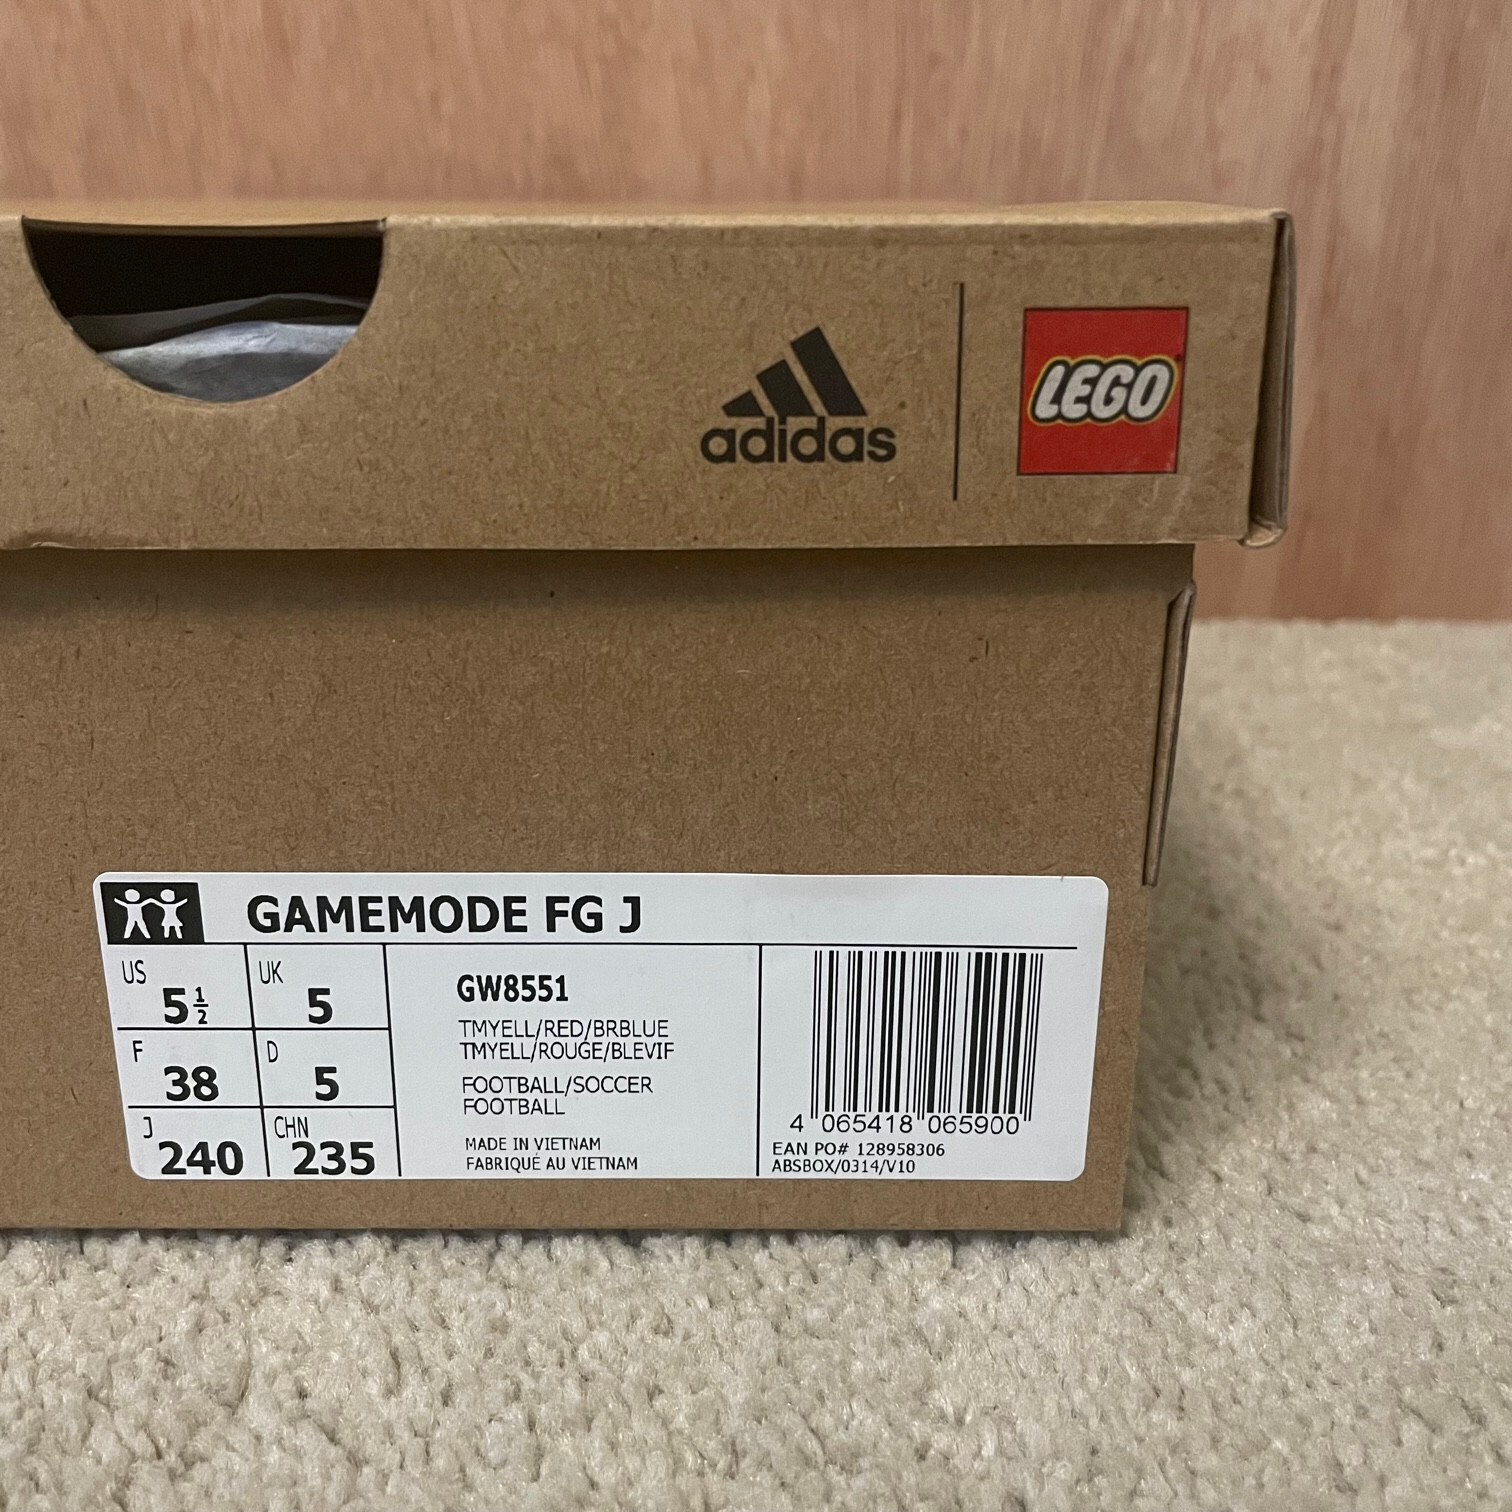 adidas
LEGO
GAMEMODE FG J
US 5½ UK 5
F 38 D 5
J 240 CHN 235
GW8551
TMYELL/RED/BRBLUE
TMYELL/ROUGE/BLEVIF
FOOTBALL/SOCCER
FOOTBALL
MADE IN VIETNAM
FABRIQUÉ AU VIETNAM
4 065418 065900
EAN PO# 128958306
ABSBOX/0314/V10